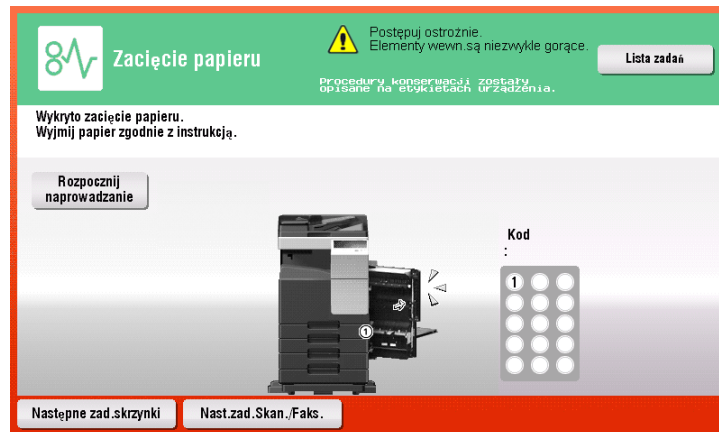 Zacięcie papieru
Postępuj ostrożnie.
Elementy wewn.są niezwykle gorące.
Procedury konserwacji zostały
opisane na etykietach urządzenia.
Lista zadań
Wykryto zacięcie papieru.
Wyjmij papier zgodnie z instrukcją.
Rozpocznij
naprowadzanie
Kod
:
1
1
Następne zad.skrzynki
Nast.zad.Skan./Faks.